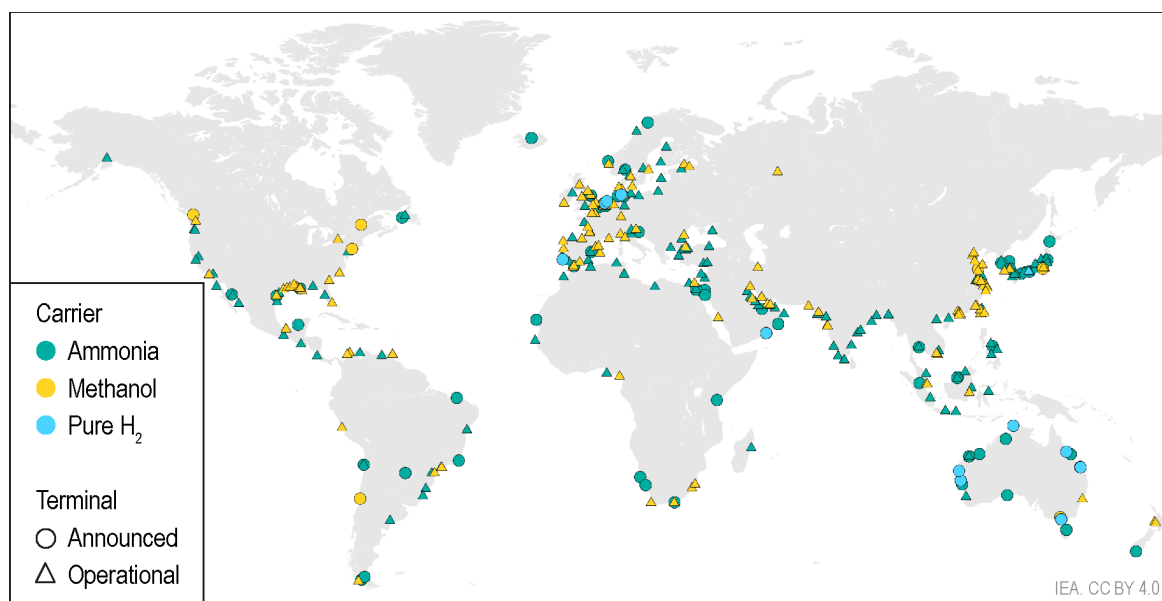 Carrier
Ammonia
Methanol
Pure H₂
Terminal
Announced
Operational
IEA. CC BY 4.0